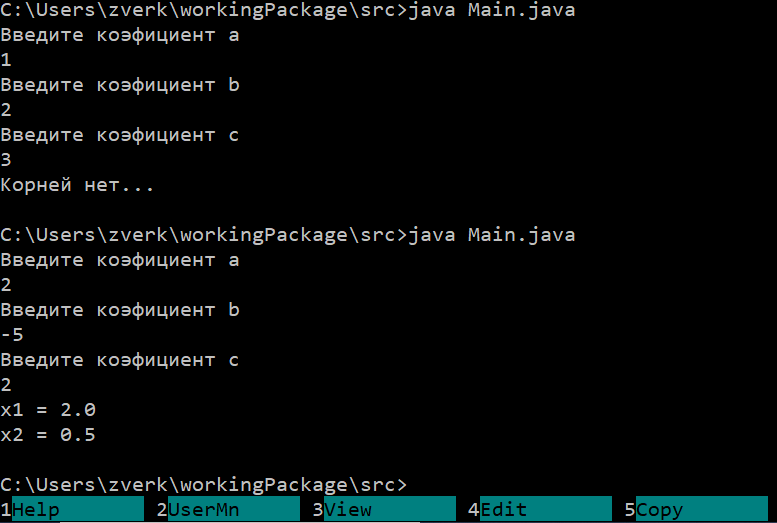 C:\Users\zverk\workingPackage\src>java Main.java
Введите коэфициент a
1
Введите коэфициент b
2
Введите коэфициент c
3
Корней нет...
C:\Users\zverk\workingPackage\src>java Main.java
Введите коэфициент a
2
Введите коэфициент b
-5
Введите коэфициент c
2
x1 = 2.0
x2 = 0.5
C:\Users\zverk\workingPackage\src>
1Help 2UserMn 3View 4Edit 5Copy